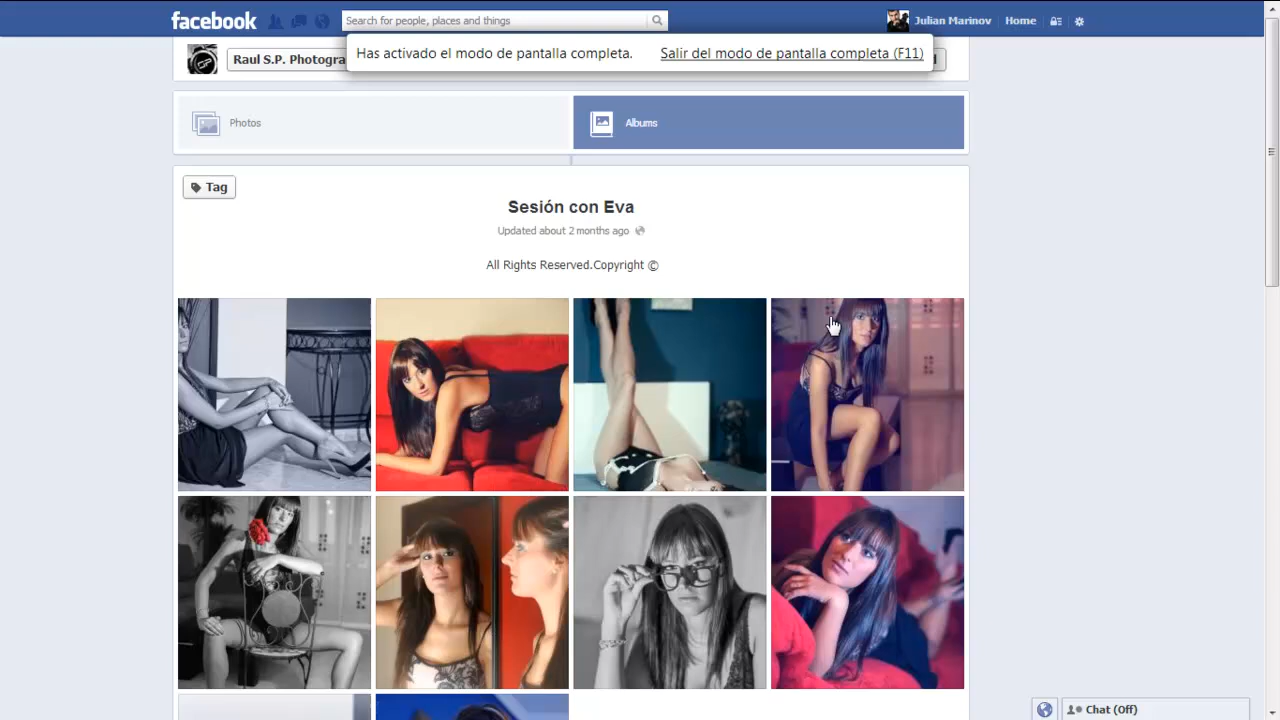 facebook
Search for people, places and things
Julian Marinov
Home
Has activado el modo de pantalla completa. Salir del modo de pantalla completa (F11)
Raul S.P. Photogra
Photos
Albums
Tag
Sesión con Eva
Updated about 2 months ago
All Rights Reserved.Copyright ©
Chat (Off)